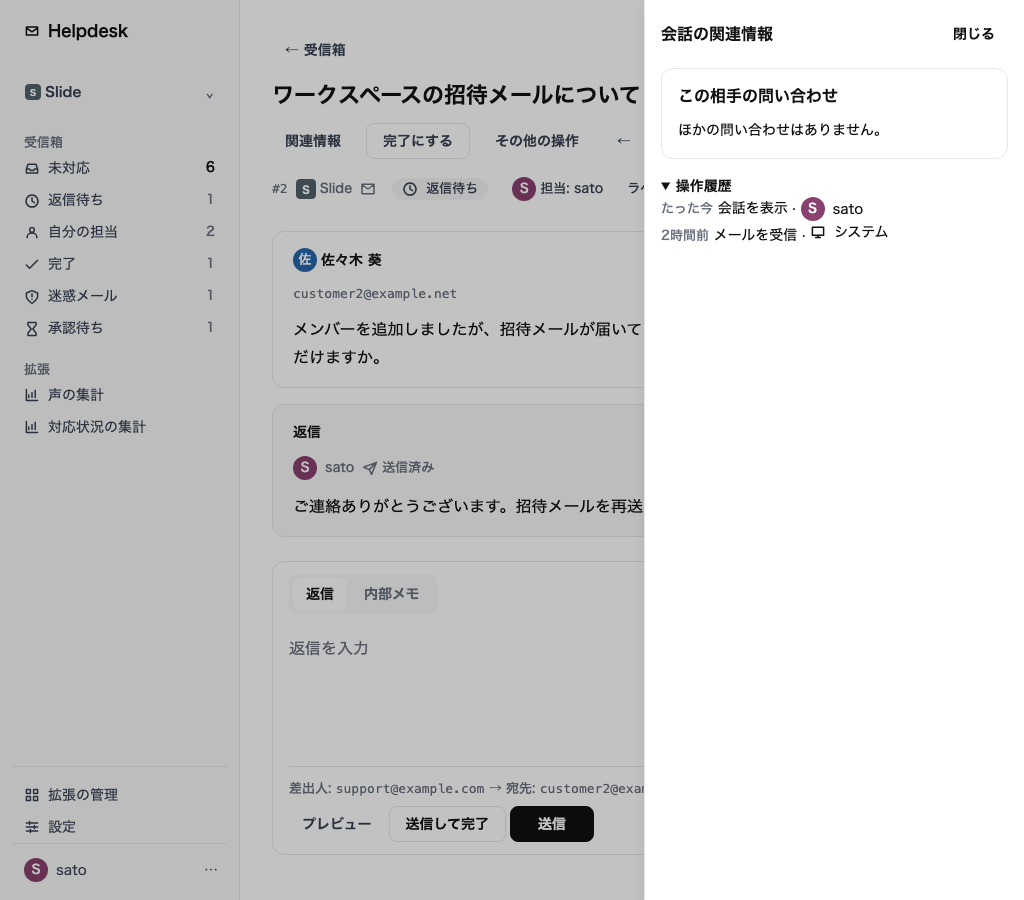 Helpdesk
S Slide
受信箱
未対応 6
返信待ち 1
自分の担当 2
完了 1
迷惑メール 1
承認待ち 1
拡張
声の集計
対応状況の集計
拡張の管理
設定
S sato ...
← 受信箱
ワークスペースの招待メールについて
関連情報 完了にする その他の操作 ←
#2 S Slide 返信待ち S 担当: sato
佐 佐々木 葵
customer2@example.net
メンバーを追加しましたが、招待メールが届いて
だけますか。
返信
S sato 送信済み
ご連絡ありがとうございます。招待メールを再送
返信 内部メモ
返信を入力
差出人: support@example.com → 宛先: customer2@exam
プレビュー 送信して完了 送信
会話の関連情報 閉じる
この相手の問い合わせ
ほかの問い合わせはありません。
▼ 操作履歴
たった今 会話を表示 · S sato
2時間前 メールを受信 · システム